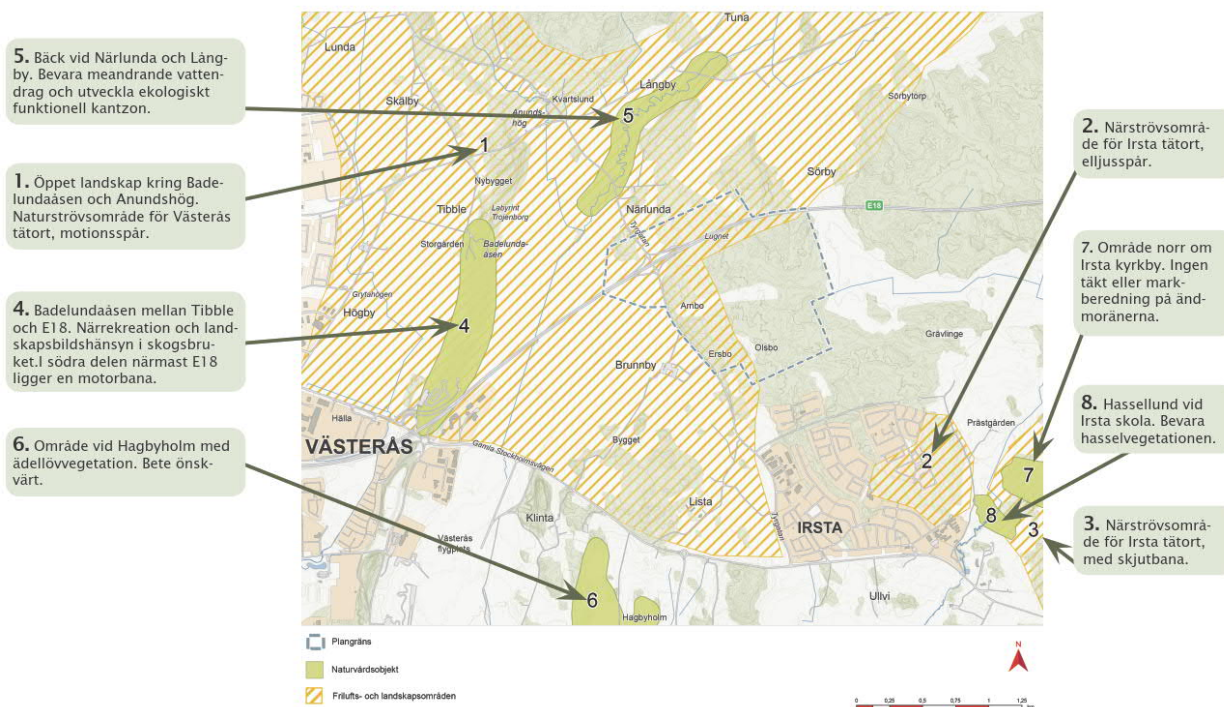 5. Bäck vid Närlunda och Lång-
by. Bevara meandrande vatten-
drag och utveckla ekologiskt
funktionell kantzon.
1. Öppet landskap kring Bade-
lundaåsen och Anundshög.
Naturströvsområde för Västerås
tätort, motionsspår.
4. Badelundaåsen mellan Tibble
och E18. Närrekreation och land-
skapsbildshänsyn i skogsbru-
ket.I södra delen närmast E18
ligger en motorbana.
6. Område vid Hagbyholm med
ädellövvegetation. Bete önsk-
värt.
Tuna
Lunda
Långby
Skälby
Kvartslund
Sörbytorp
Anunds-
hög
5
1
Sörby
Nybygget
Tibble
Labyrint
Trojenborg
Närlunda
E18
Storgården
Badelunda-
åsen
Tysjetin
Lugnet
Grytahögen
Högby
4
Ambo
Ersbo
Olsbo
Grävlinge
Brunnby
Hälla
VÄSTERÅS
Gamla Stockholmsvägen
Bygget
Prästgården
2
7
Lista
8
Klinta
IRSTA
3
Västerås
flygplats
6
Hagbyholm
Ullvi
2. Närströvsområ-
de för Irsta tätort,
elljusspår.
7. Område norr om
Irsta kyrkby. Ingen
täkt eller mark-
beredning på änd-
moränerna.
8. Hassellund vid
Irsta skola. Bevara
hasselvegetationen.
3. Närströvsområ-
de för Irsta tätort,
med skjutbana.
Plangräns
Naturvårdsobjekt
Frilufts- och landskapsområden
N
0 0,25 0,5 0,75 1 1,25